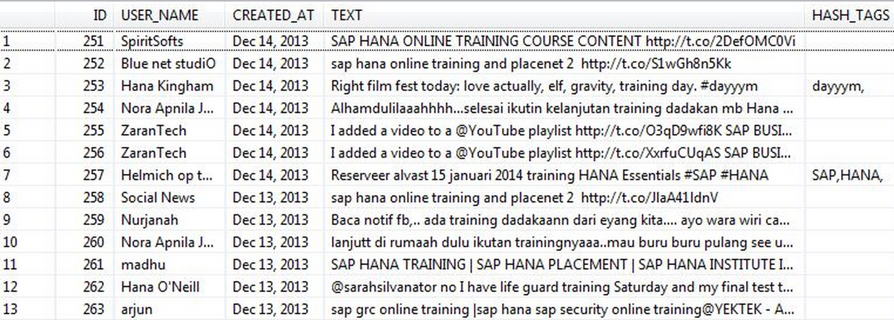 ID USER_NAME CREATED_AT TEXT HASH_TAGS
1 251 SpiritSofts Dec 14, 2013 SAP HANA ONLINE TRAINING COURSE CONTENT http://t.co/2DefOMC0Vi
2 252 Blue net studiO Dec 14, 2013 sap hana online training and placenet 2 http://t.co/S1wGh8n5Kk
3 253 Hana Kingham Dec 14, 2013 Right film fest today: love actually, elf, gravity, training day. #dayyym dayyym,
4 254 Nora Apnila J... Dec 14, 2013 Alhamdulilaaahhhh...selesai ikutin kelanjutan training dadakan mb Hana ...
5 255 ZaranTech Dec 14, 2013 I added a video to a @YouTube playlist http://t.co/O3qD9wfi8K SAP BUSI...
6 256 ZaranTech Dec 14, 2013 I added a video to a @YouTube playlist http://t.co/XxrfuCUqAS SAP BUSI...
7 257 Helmich op t... Dec 14, 2013 Reserveer alvast 15 januari 2014 training HANA Essentials #SAP #HANA SAP,HANA,
8 258 Social News Dec 13, 2013 sap hana online training and placenet 2 http://t.co/JIaA41IdnV
9 259 Nurjanah Dec 13, 2013 Baca notif fb,.. ada training dadakaann dari eyang kita.... ayo wara wiri ca...
10 260 Nora Apnila J... Dec 13, 2013 lanjutt di rumaah dulu ikutan trainingnyaaa..mau buru buru pulang see u...
11 261 madhu Dec 13, 2013 SAP HANA TRAINING | SAP HANA PLACEMENT | SAP HANA INSTITUTE I...
12 262 Hana O'Neill Dec 13, 2013 @sarahsilvanator no I have life guard training Saturday and my final test t...
13 263 arjun Dec 13, 2013 sap grc online training |sap hana sap security online training@YEKTEK - A...